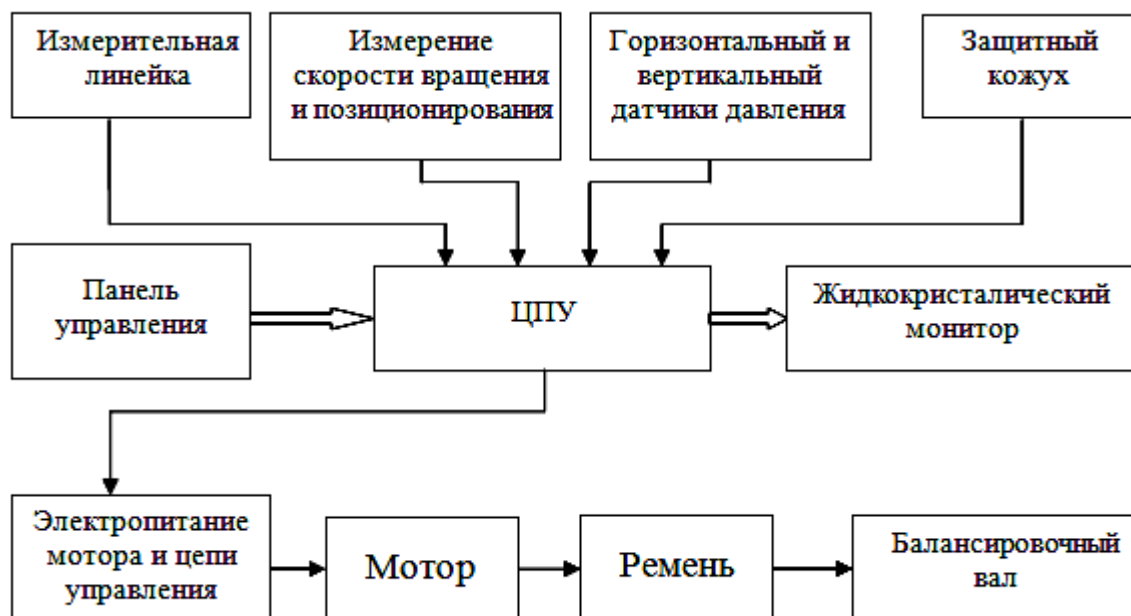 Измерительная
линейка
Измерение
скорости вращения
и позиционирования
Горизонтальный и
вертикальный
датчики давления
Защитный
кожух
Панель
управления
ЦПУ
Жидкокристалический
монитор
Электропитание
мотора и цепи
управления
Мотор
Ремень
Балансировочный
вал